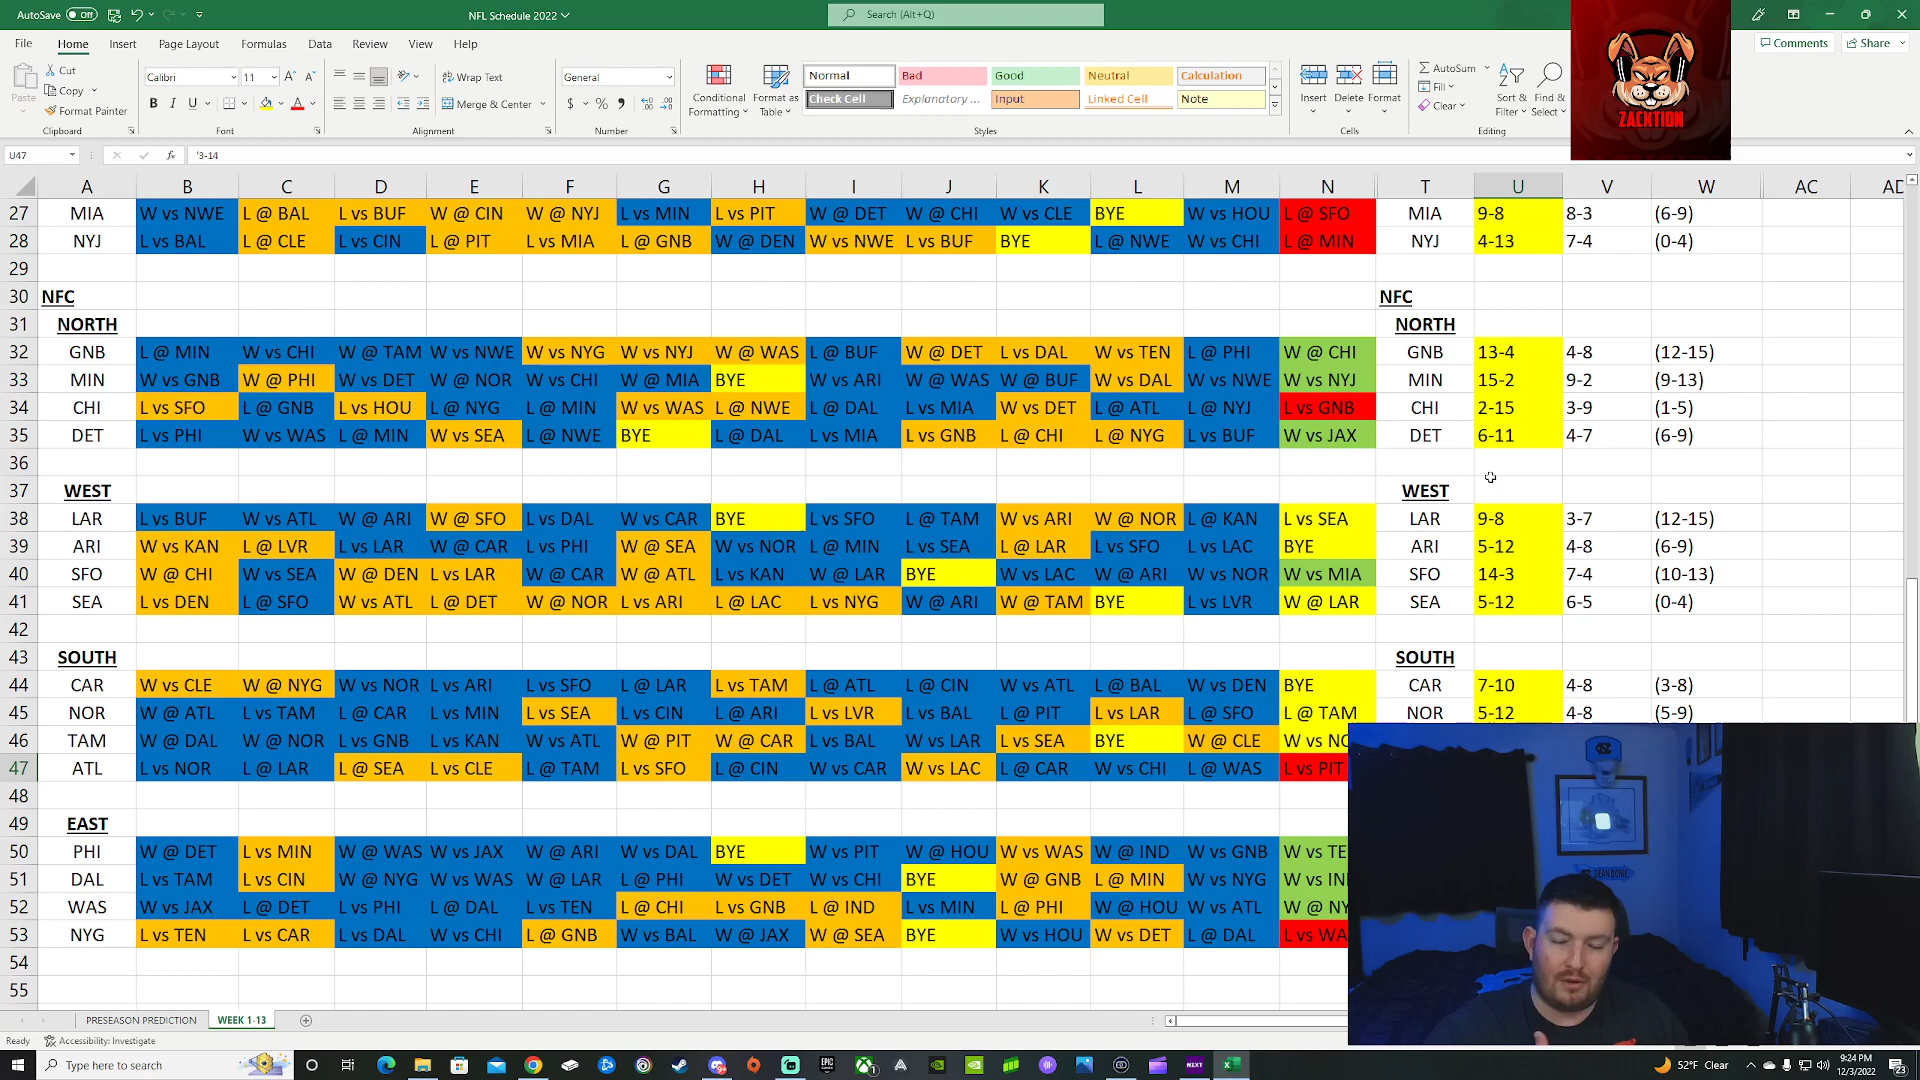 AutoSave Off NFL Schedule 2022 Search (Alt+Q)
File Home Insert Page Layout Formulas Data Review View Help Comments Share
Cut
Copy
Format Painter
Paste
Calibri 11
B I U
Wrap Text
Merge & Center
General
Conditional Formatting
Format as Table
Normal Bad Good Neutral Calculation
Check Cell Explanatory ... Input Linked Cell Note
Insert Delete Format
AutoSum
Fill
Clear
Sort & Filter
Find & Select
Clipboard Font Alignment Number Styles Cells Editing
ZACKTION
U47 '3-14
A B C D E F G H I J K L M N T U V W AC AD
27 MIA W vs NWE L @ BAL L vs BUF W @ CIN W @ NYJ L vs MIN L vs PIT W @ DET W @ CHI W vs CLE BYE W vs HOU L @ SFO MIA 9-8 8-3 (6-9)
28 NYJ L vs BAL L @ CLE L vs CIN L @ PIT L vs MIA L @ GNB W @ DEN W vs NWE L vs BUF BYE L @ NWE W vs CHI L @ MIN NYJ 4-13 7-4 (0-4)
29
30 NFC NFC
31 NORTH NORTH
32 GNB L @ MIN W vs CHI W @ TAM W vs NWE W vs NYG W vs NYJ W @ WAS L @ BUF W @ DET L vs DAL W vs TEN L @ PHI W @ CHI GNB 13-4 4-8 (12-15)
33 MIN W vs GNB W @ PHI W vs DET W @ NOR W vs CHI W @ MIA BYE W vs ARI W @ WAS W @ BUF W vs DAL W vs NWE W vs NYJ MIN 15-2 9-2 (9-13)
34 CHI L vs SFO L @ GNB L vs HOU L @ NYG L @ MIN W vs WAS L @ NWE L @ DAL L vs MIA W vs DET L @ ATL L @ NYJ L vs GNB CHI 2-15 3-9 (1-5)
35 DET L vs PHI W vs WAS L @ MIN W vs SEA L @ NWE BYE L @ DAL L vs MIA L vs GNB L @ CHI L @ NYG L vs BUF W vs JAX DET 6-11 4-7 (6-9)
36
37 WEST WEST
38 LAR L vs BUF W vs ATL W @ ARI W @ SFO L vs DAL W vs CAR BYE L vs SFO L @ TAM W vs ARI W @ NOR L @ KAN L vs SEA LAR 9-8 3-7 (12-15)
39 ARI W vs KAN L @ LVR L vs LAR W @ CAR L vs PHI W @ SEA W vs NOR L @ MIN L vs SEA L @ LAR L vs SFO L vs LAC BYE ARI 5-12 4-8 (6-9)
40 SFO W @ CHI W vs SEA W @ DEN L vs LAR W @ CAR W @ ATL L vs KAN W @ LAR BYE W vs LAC W @ ARI W vs NOR W vs MIA SFO 14-3 7-4 (10-13)
41 SEA L vs DEN L @ SFO W vs ATL L @ DET W @ NOR L vs ARI L @ LAC L vs NYG W @ ARI W @ TAM BYE L vs LVR W @ LAR SEA 5-12 6-5 (0-4)
42
43 SOUTH SOUTH
44 CAR W vs CLE W @ NYG W vs NOR L vs ARI L vs SFO L @ LAR L vs TAM L @ ATL L @ CIN W vs ATL L @ BAL W vs DEN BYE CAR 7-10 4-8 (3-8)
45 NOR W @ ATL L vs TAM L @ CAR L vs MIN L vs SEA L vs CIN L @ ARI L vs LVR L vs BAL L @ PIT L vs LAR L @ SFO L @ TAM NOR 5-12 4-8 (5-9)
46 TAM W @ DAL W @ NOR L vs GNB L vs KAN W vs ATL W @ PIT W @ CAR L vs BAL W vs LAR L vs SEA BYE W @ CLE W vs NO
47 ATL L vs NOR L @ LAR L @ SEA L vs CLE L @ TAM L vs SFO L @ CIN W vs CAR W vs LAC L @ CAR W vs CHI L @ WAS L vs PIT
48
49 EAST
50 PHI W @ DET L vs MIN W @ WAS W vs JAX W @ ARI W vs DAL BYE W vs PIT W @ HOU W vs WAS W @ IND W vs GNB W vs TE
51 DAL L vs TAM L vs CIN W @ NYG W vs WAS W @ LAR L @ PHI W vs DET W vs CHI BYE W @ GNB L @ MIN W vs NYG W vs IN
52 WAS W vs JAX L @ DET L vs PHI L @ DAL L vs TEN L @ CHI L vs GNB L @ IND L vs MIN L @ PHI W @ HOU W vs ATL W @ NY
53 NYG L vs TEN L vs CAR L vs DAL W vs CHI L @ GNB W vs BAL W @ JAX W @ SEA BYE W vs HOU W vs DET L @ DAL L vs WA
54
55
DEAN DOME
PRESEASON PREDICTION WEEK 1-13
Ready Accessibility: Investigate
Type here to search 52°F Clear 9:24 PM
12/3/2022 23